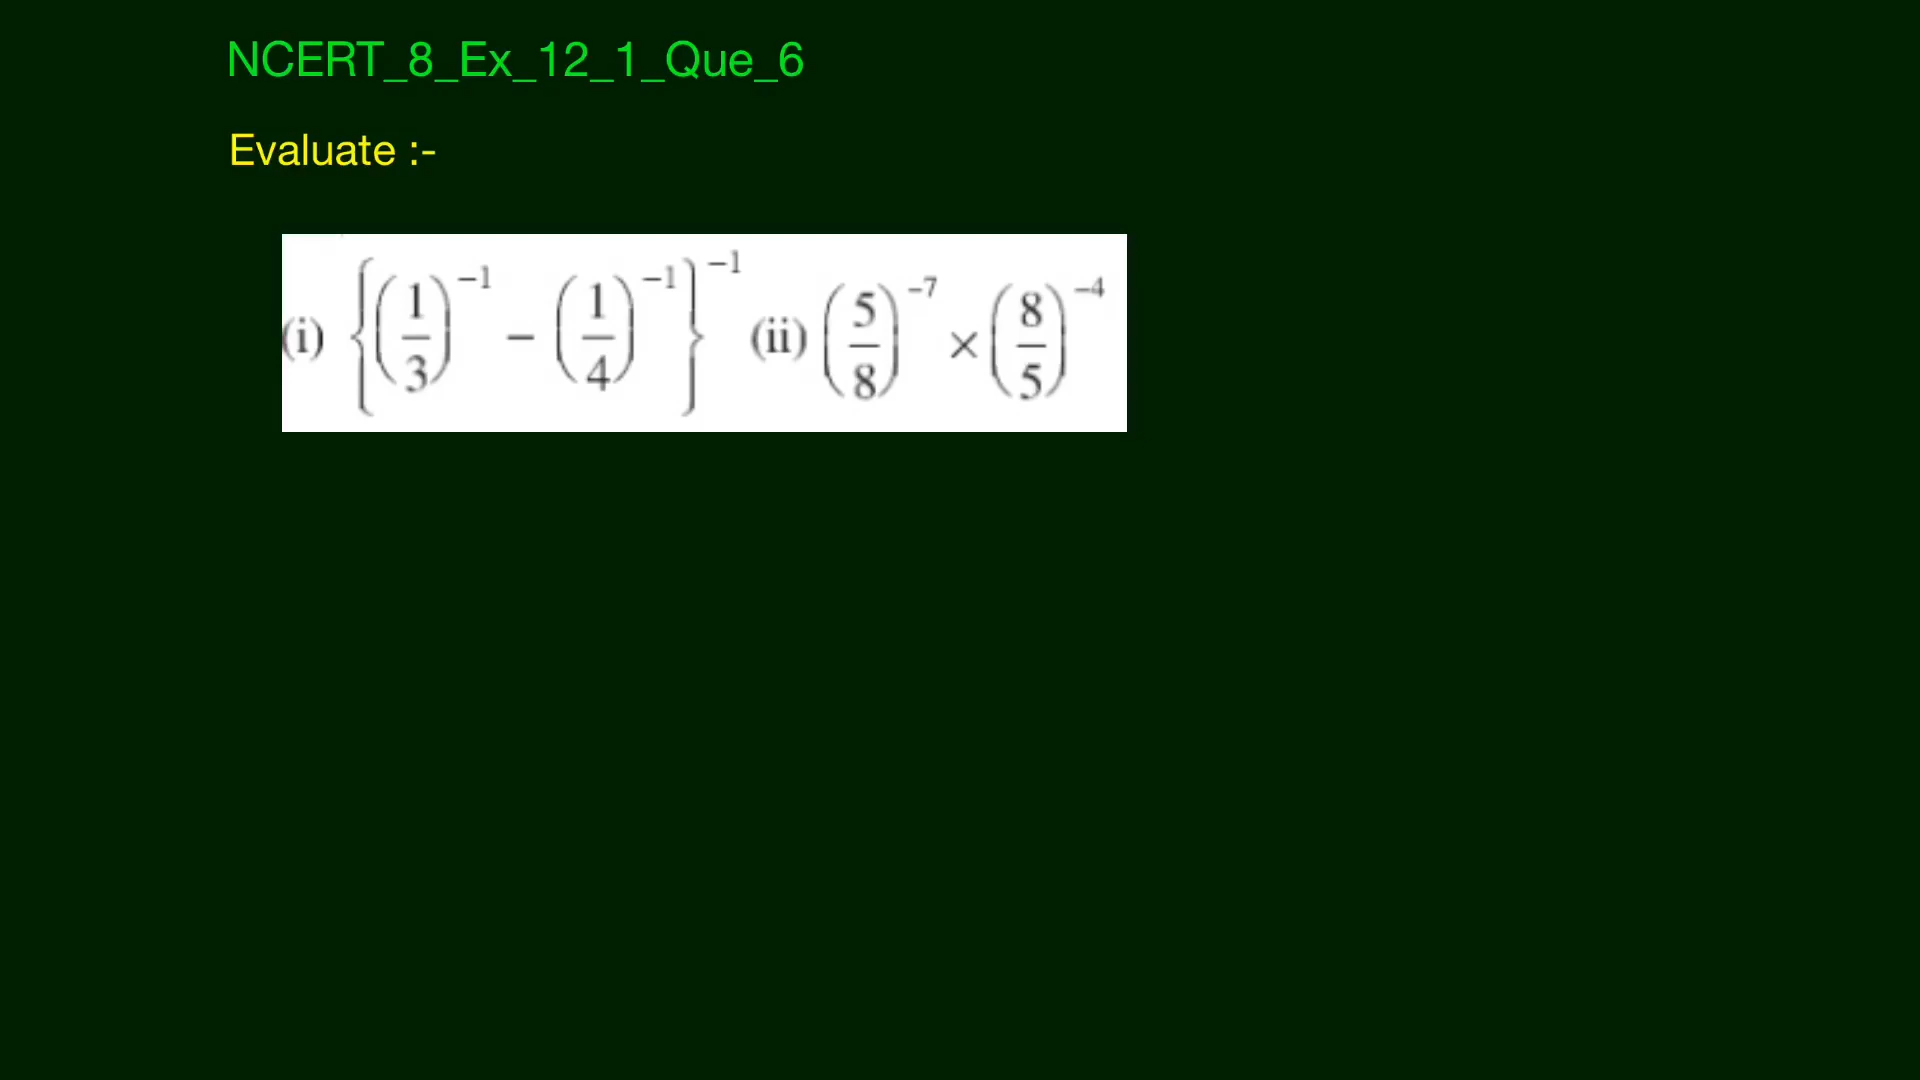 NCERT_8_Ex_12_1_Que_6
Evaluate :-
(i) {(1/3)⁻¹ − (1/4)⁻¹}⁻¹ (ii) (5/8)⁻⁷ × (8/5)⁻⁴